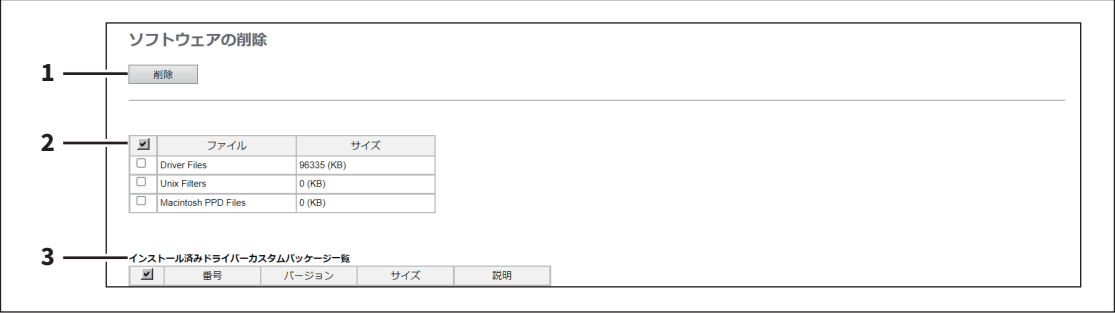 ソフトウェアの削除
1 削除
2 ファイル サイズ
Driver Files 96335 (KB)
Unix Filters 0 (KB)
Macintosh PPD Files 0 (KB)
3 インストール済みドライバーカスタムパッケージ一覧
番号 バージョン サイズ 説明